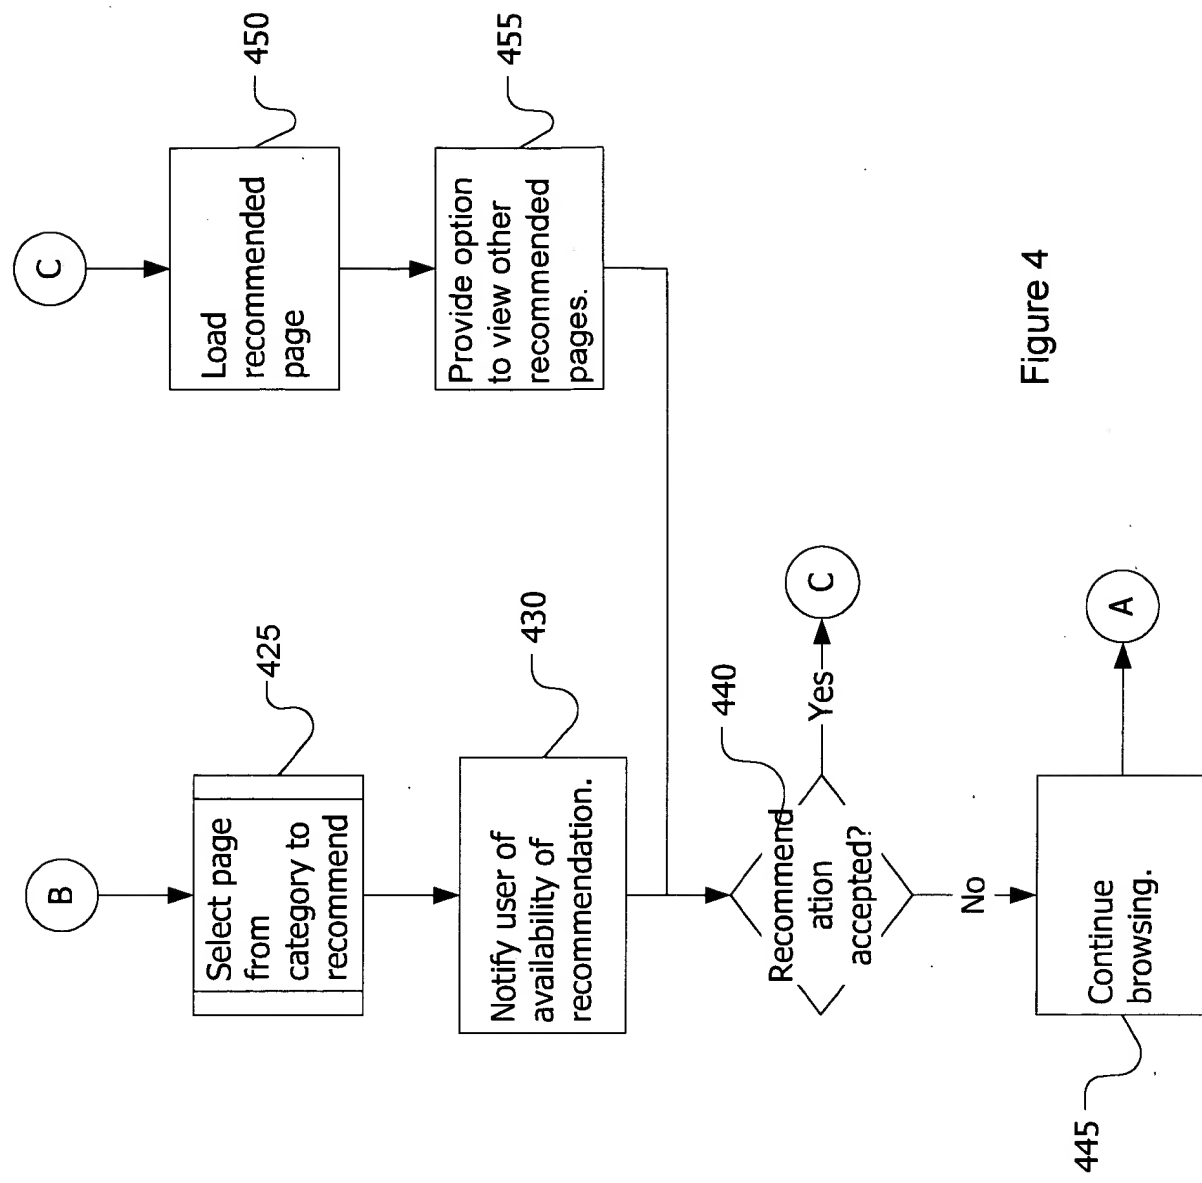 B
Select page
from
category to
recommend
425
Notify user of
availability of
recommendation.
430
Recommend
ation
accepted?
440
Yes
C
No
Continue
browsing.
445
A
C
Load
recommended
page
450
Provide option
to view other
recommended
pages.
455
Figure 4